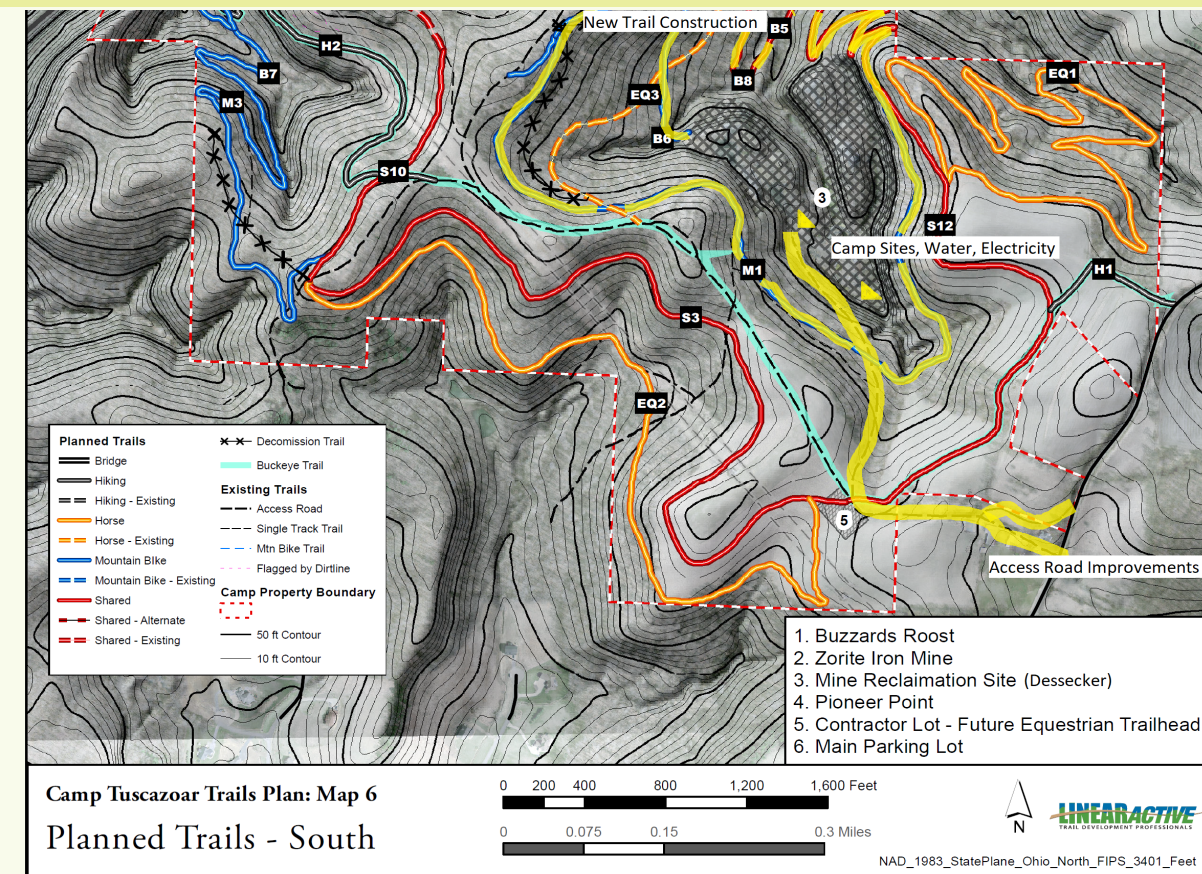 New Trail Construction
B5
H2
B7
B8
EQ1
EQ3
M3
B6
S10
3
S12
Camp Sites, Water, Electricity
M1
H1
S3
EQ2
5
Access Road Improvements
Planned Trails
Bridge
Hiking
Hiking - Existing
Horse
Horse - Existing
Mountain BIke
Mountain Bike - Existing
Shared
Shared - Alternate
Shared - Existing
Decomission Trail
Buckeye Trail
Existing Trails
Access Road
Single Track Trail
Mtn Bike Trail
Flagged by Dirtline
Camp Property Boundary
50 ft Contour
10 ft Contour
1. Buzzards Roost
2. Zorite Iron Mine
3. Mine Reclaimation Site (Dessecker)
4. Pioneer Point
5. Contractor Lot - Future Equestrian Trailhead
6. Main Parking Lot
Camp Tuscazoar Trails Plan: Map 6
Planned Trails - South
0 200 400 800 1,200 1,600 Feet
0 0.075 0.15 0.3 Miles
N
LINEARACTIVE
TRAIL DEVELOPMENT PROFESSIONALS
NAD_1983_StatePlane_Ohio_North_FIPS_3401_Feet